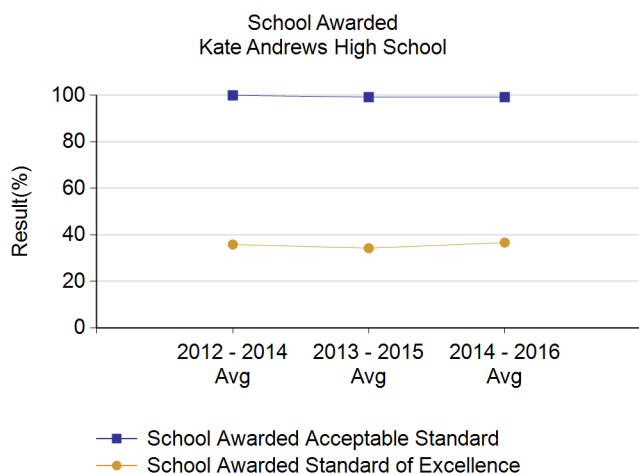 School Awarded
Kate Andrews High School
100
80
60
40
20
0
Result(%)
2012 - 2014 2013 - 2015 2014 - 2016
Avg Avg Avg
School Awarded Acceptable Standard
School Awarded Standard of Excellence